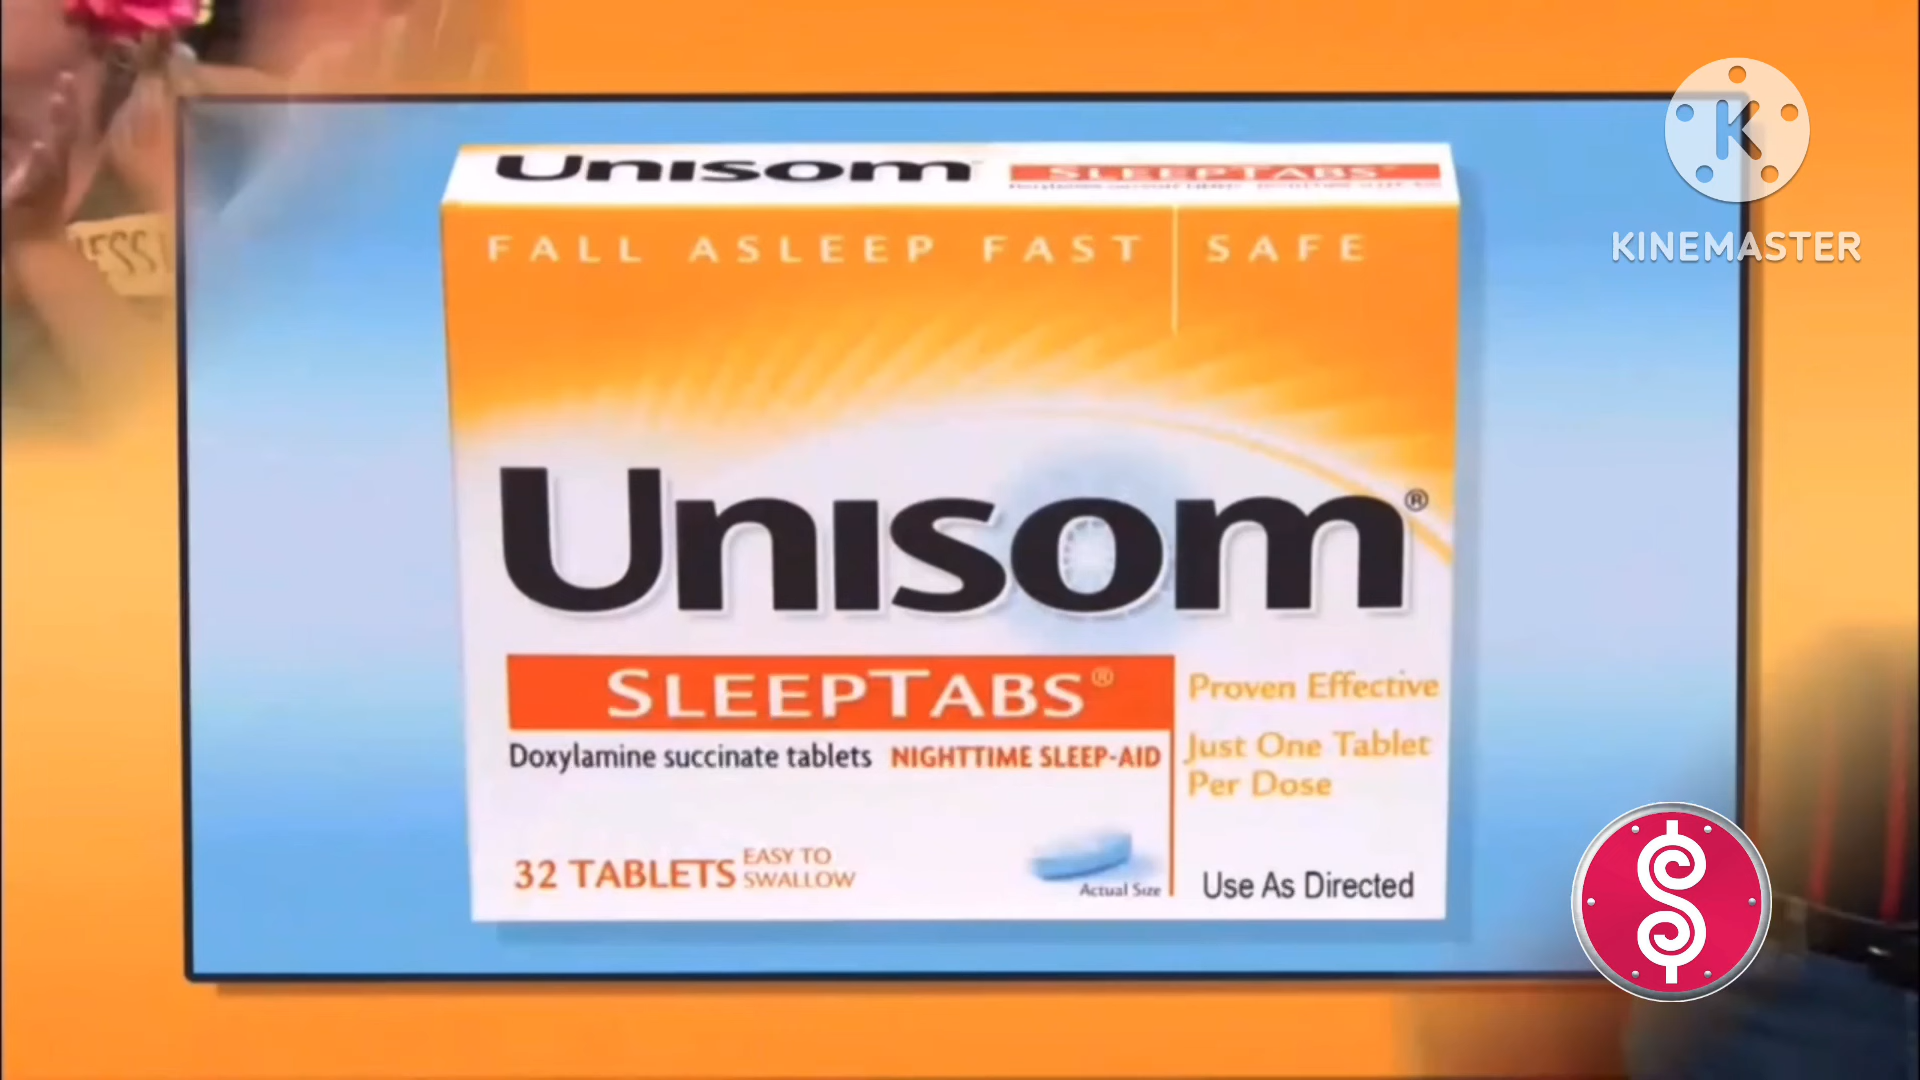 Unisom SLEEPTABS
FALL ASLEEP FAST SAFE
K
KINEMASTER
Unisom®
SLEEPTABS®
Doxylamine succinate tablets NIGHTTIME SLEEP-AID
Proven Effective
Just One Tablet
Per Dose
32 TABLETS EASY TO
SWALLOW
Actual Size
Use As Directed